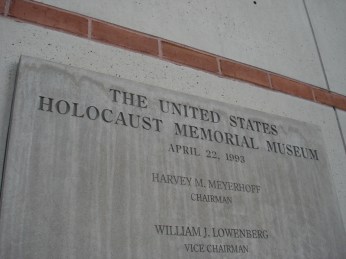 THE UNITED STATES
HOLOCAUST MEMORIAL MUSEUM
APRIL 22, 1993
HARVEY M. MEYERHOFF
CHAIRMAN
WILLIAM J. LOWENBERG
VICE CHAIRMAN